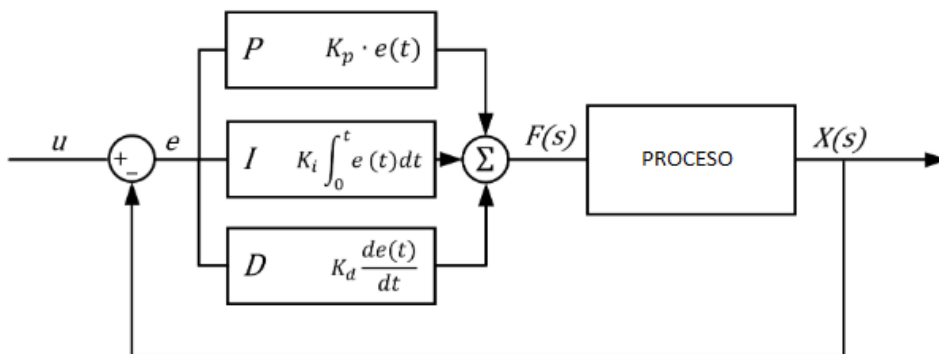 P K_p · e(t)
u
+
−
e
I K_i ∫_0^t e (t)dt
Σ
F(s)
PROCESO
X(s)
D K_d de(t)/dt